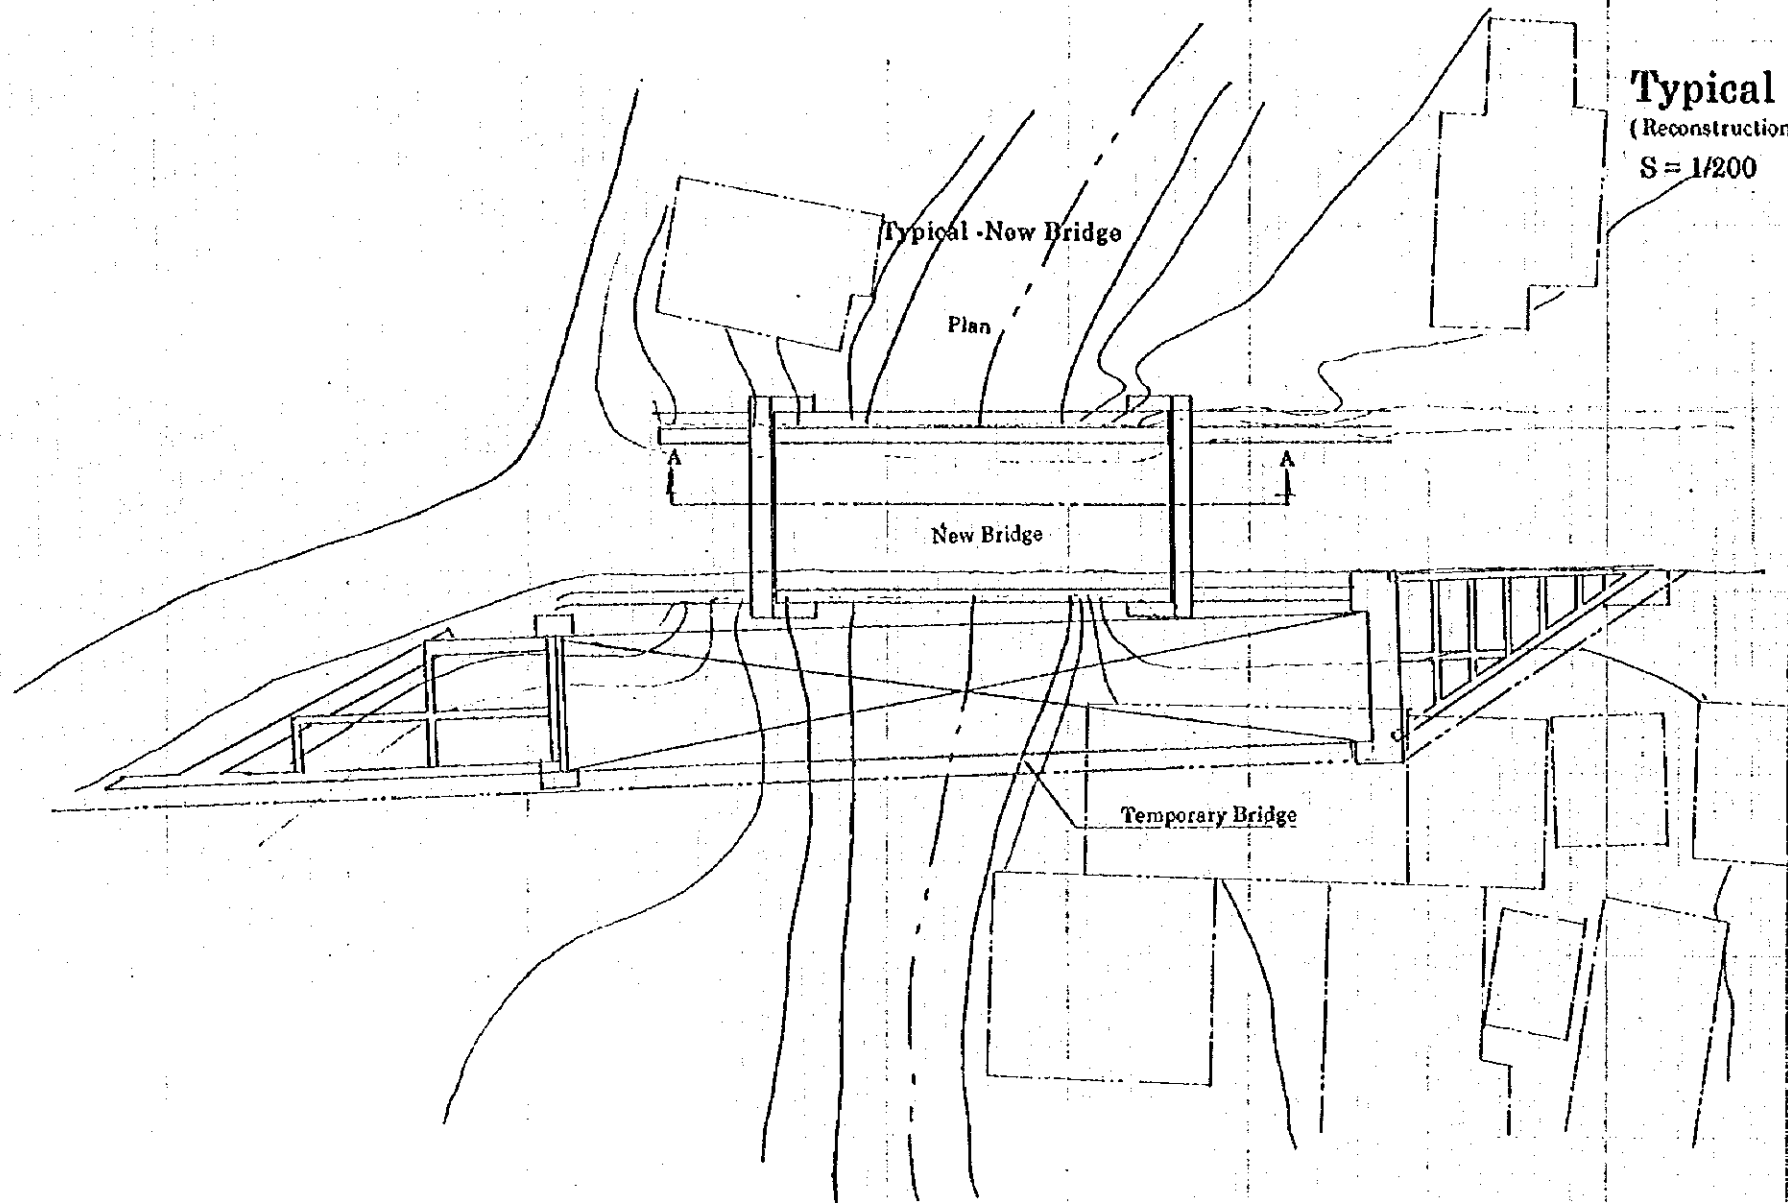 Typical
(Reconstruction
S = 1/200
Typical - New Bridge
Plan
A
A
New Bridge
Temporary Bridge